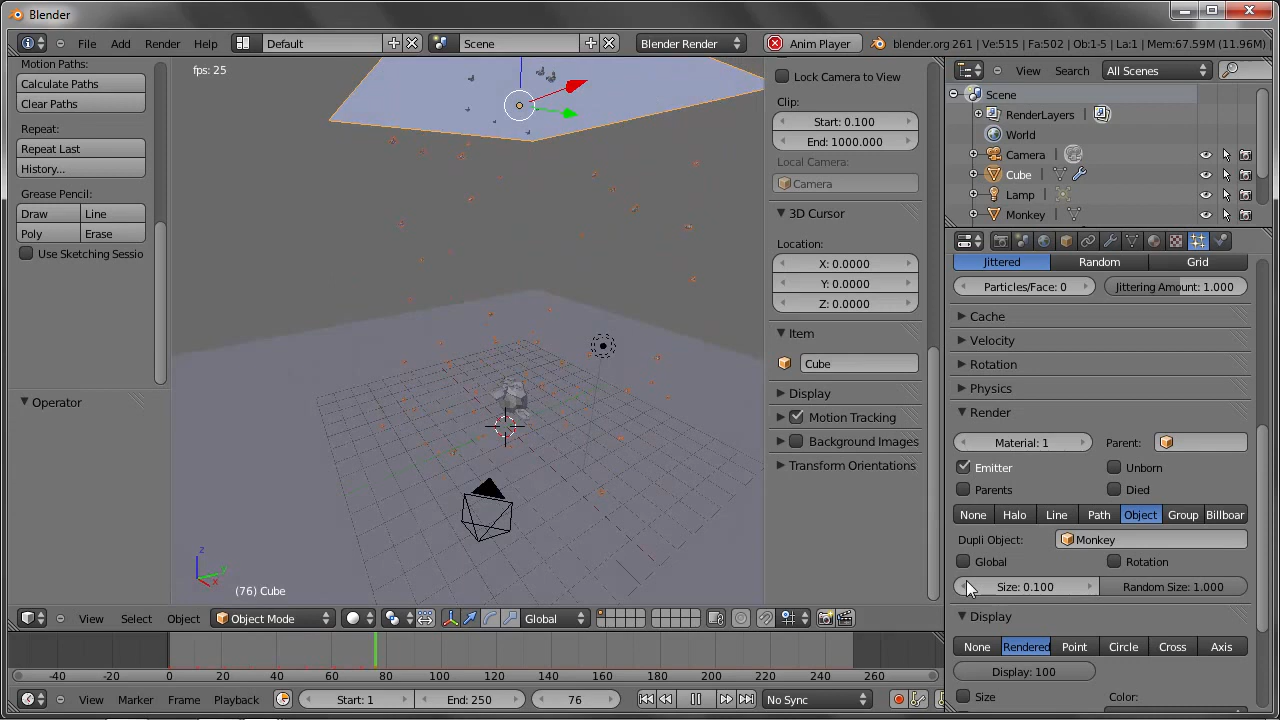 Blender
File Add Render Help Default Scene Blender Render Anim Player blender.org 261 | Ve:515 | Fa:502 | Ob:1-5 | La:1 | Mem:67.59M (11.96M) |
Motion Paths:
Calculate Paths
Clear Paths
Repeat:
Repeat Last
History...
Grease Pencil:
Draw Line
Poly Erase
Use Sketching Sessio
Operator
fps: 25
z
y
x
(76) Cube
Lock Camera to View
Clip:
Start: 0.100
End: 1000.000
Local Camera:
Camera
3D Cursor
Location:
X: 0.0000
Y: 0.0000
Z: 0.0000
Item
Cube
Display
Motion Tracking
Background Images
Transform Orientations
View Search All Scenes
Scene
RenderLayers
World
Camera
Cube
Lamp
Monkey
Jittered Random Grid
Particles/Face: 0 Jittering Amount: 1.000
Cache
Velocity
Rotation
Physics
Render
Material: 1 Parent:
Emitter Unborn
Parents Died
None Halo Line Path Object Group Billboar
Dupli Object: Monkey
Global Rotation
Size: 0.100 Random Size: 1.000
Display
None Rendered Point Circle Cross Axis
Display: 100
Size Color:
View Select Object Object Mode Global
-40 -20 0 20 40 60 80 100 120 140 160 180 200 220 240 260
View Marker Frame Playback Start: 1 End: 250 76 No Sync